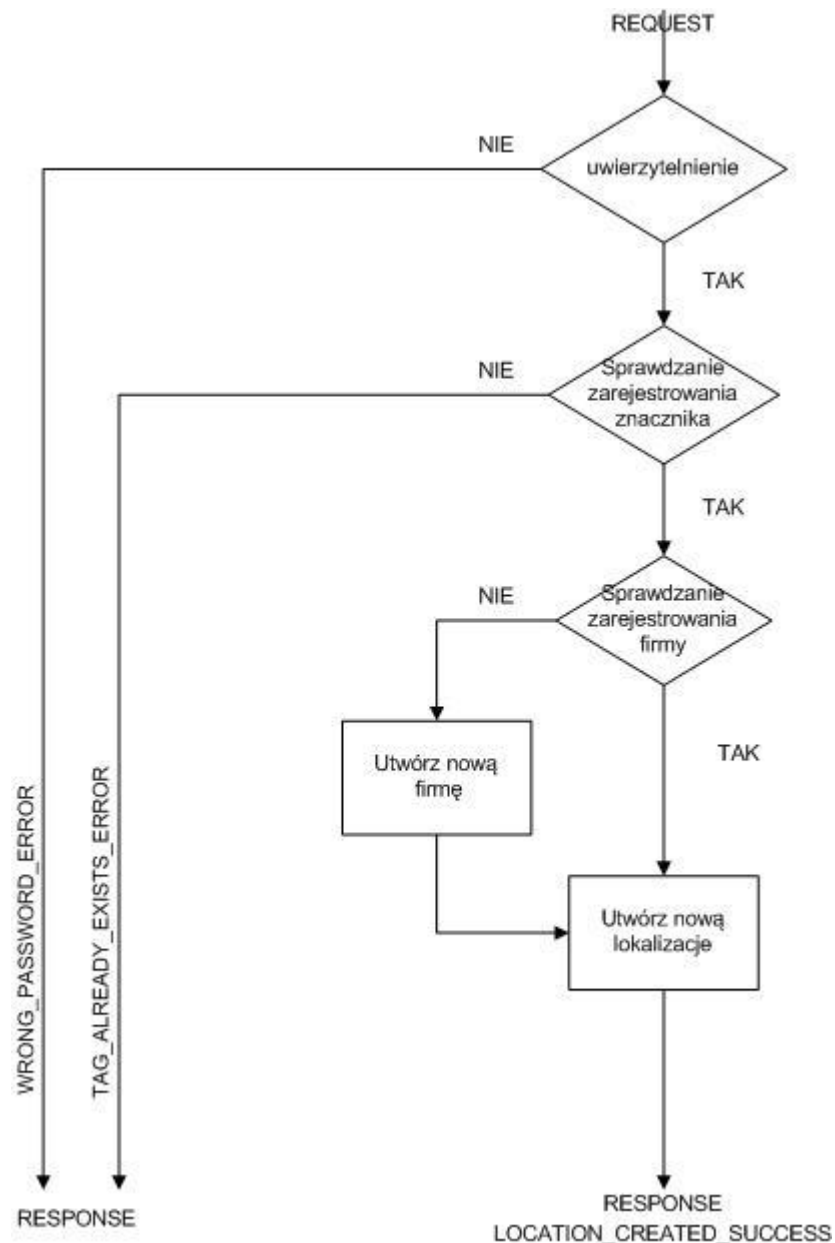 REQUEST
NIE
uwierzytelnienie
TAK
NIE
Sprawdzanie
zarejestrowania
znacznika
TAK
NIE
Sprawdzanie
zarejestrowania
firmy
Utwórz nową
firmę
TAK
WRONG_PASSWORD_ERROR
TAG_ALREADY_EXISTS_ERROR
Utwórz nową
lokalizacje
RESPONSE
RESPONSE
LOCATION_CREATED_SUCCESS